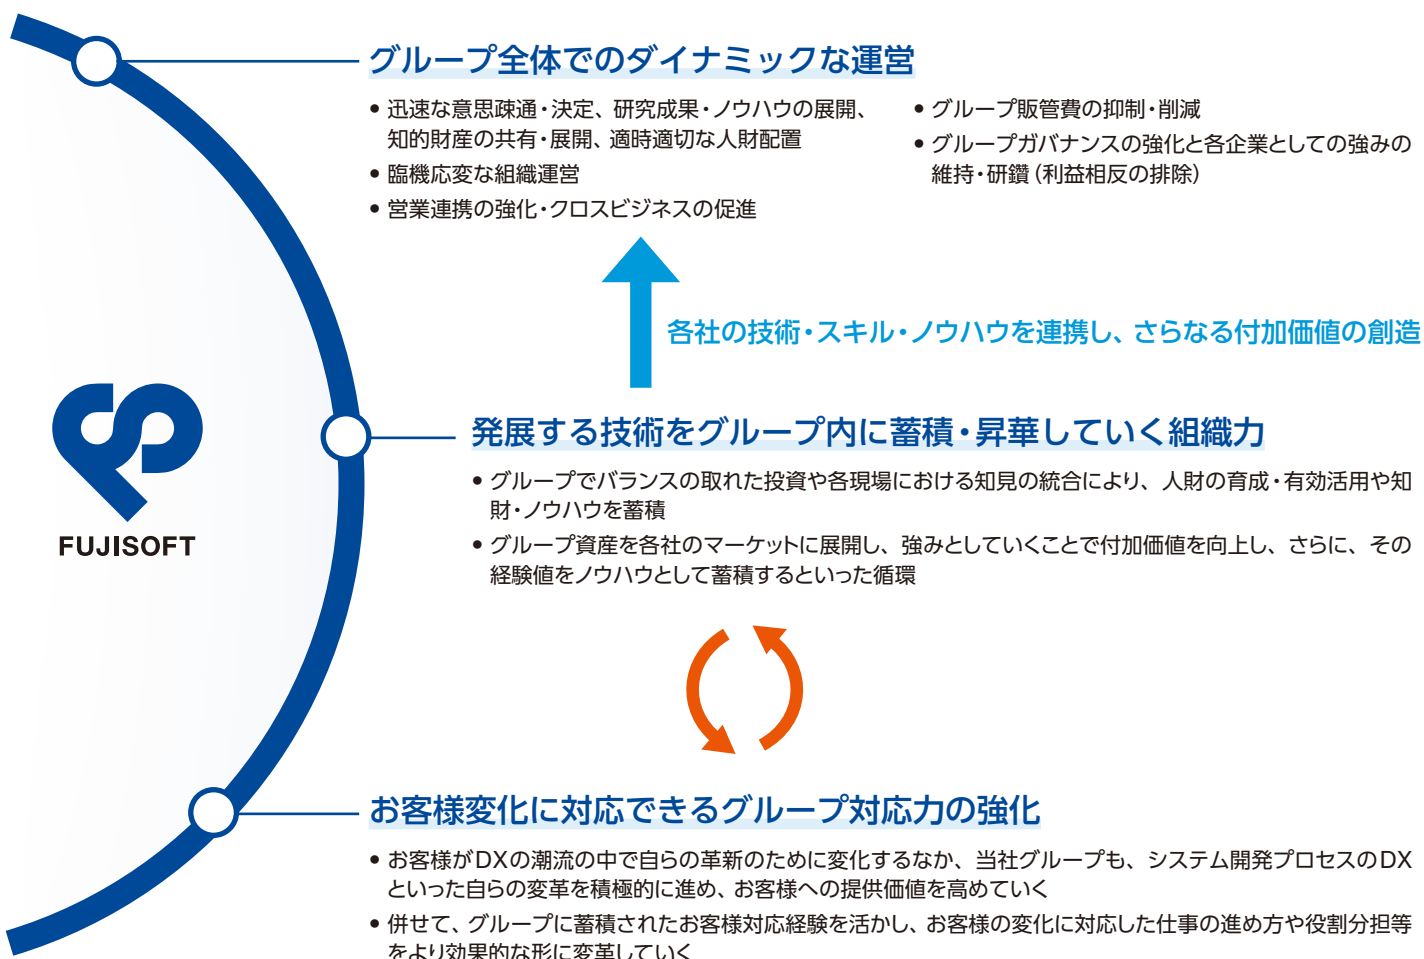 グループ全体でのダイナミックな運営
• 迅速な意思疎通・決定、研究成果・ノウハウの展開、
知的財産の共有・展開、適時適切な人財配置
• 臨機応変な組織運営
• 営業連携の強化・クロスビジネスの促進
• グループ販管費の抑制・削減
• グループガバナンスの強化と各企業としての強みの
維持・研鑽（利益相反の排除）
各社の技術・スキル・ノウハウを連携し、さらなる付加価値の創造
FUJISOFT
発展する技術をグループ内に蓄積・昇華していく組織力
• グループでバランスの取れた投資や各現場における知見の統合により、人財の育成・有効活用や知
財・ノウハウを蓄積
• グループ資産を各社のマーケットに展開し、強みとしていくことで付加価値を向上し、さらに、その
経験値をノウハウとして蓄積するといった循環
お客様変化に対応できるグループ対応力の強化
• お客様がDXの潮流の中で自らの革新のために変化するなか、当社グループも、システム開発プロセスのDX
といった自らの変革を積極的に進め、お客様への提供価値を高めていく
• 併せて、グループに蓄積されたお客様対応経験を活かし、お客様の変化に対応した仕事の進め方や役割分担等
をより効果的な形に変革していく